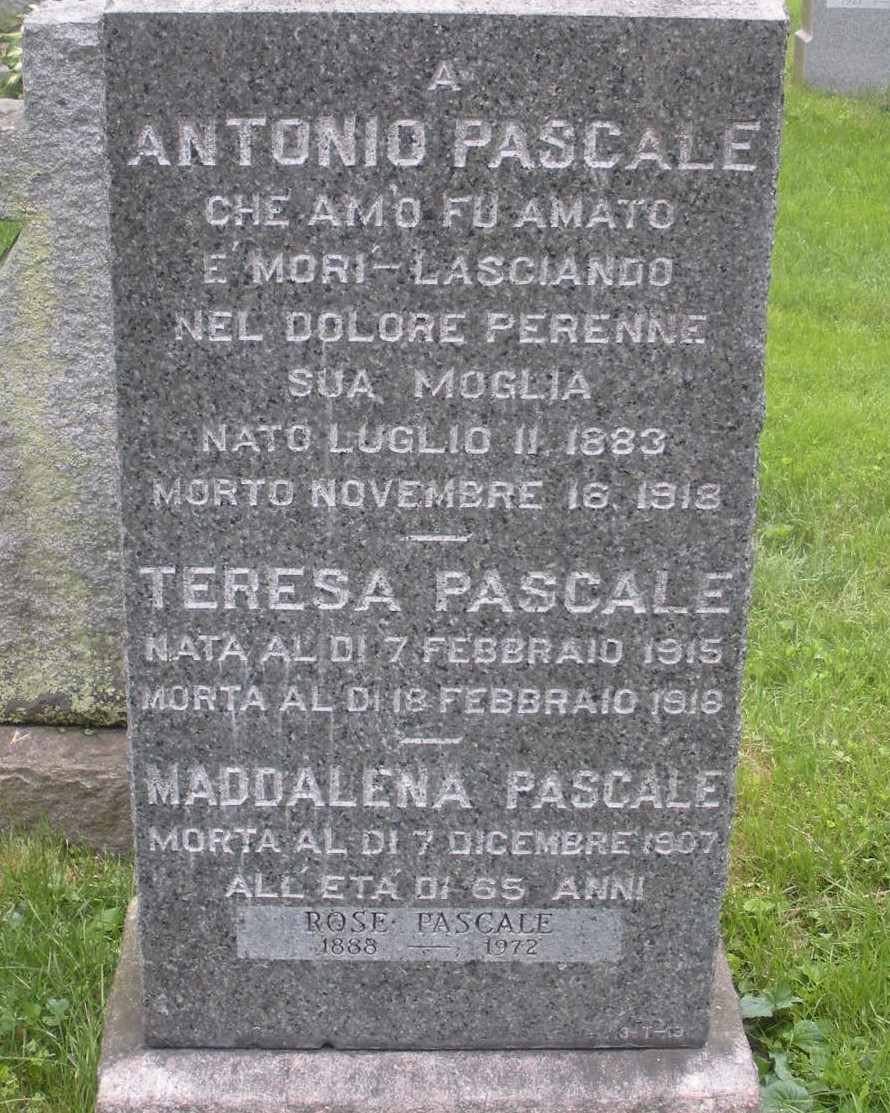 A
ANTONIO PASCALE
CHE AMÓ FU AMATO
E' MORI'-LASCIANDO
NEL DOLORE PERENNE
SUA MOGLIA
NATO LUGLIO 11. 1883
MORTO NOVEMBRE 16. 1918
TERESA PASCALE
NATA AL DI 7 FEBBRAIO 1915
MORTA AL DI 18 FEBBRAIO 1916
MADDALENA PASCALE
MORTA AL DI 7 DICEMBRE 1907
ALL' ETA' DI 65 ANNI
ROSE PASCALE
1888 — 1972